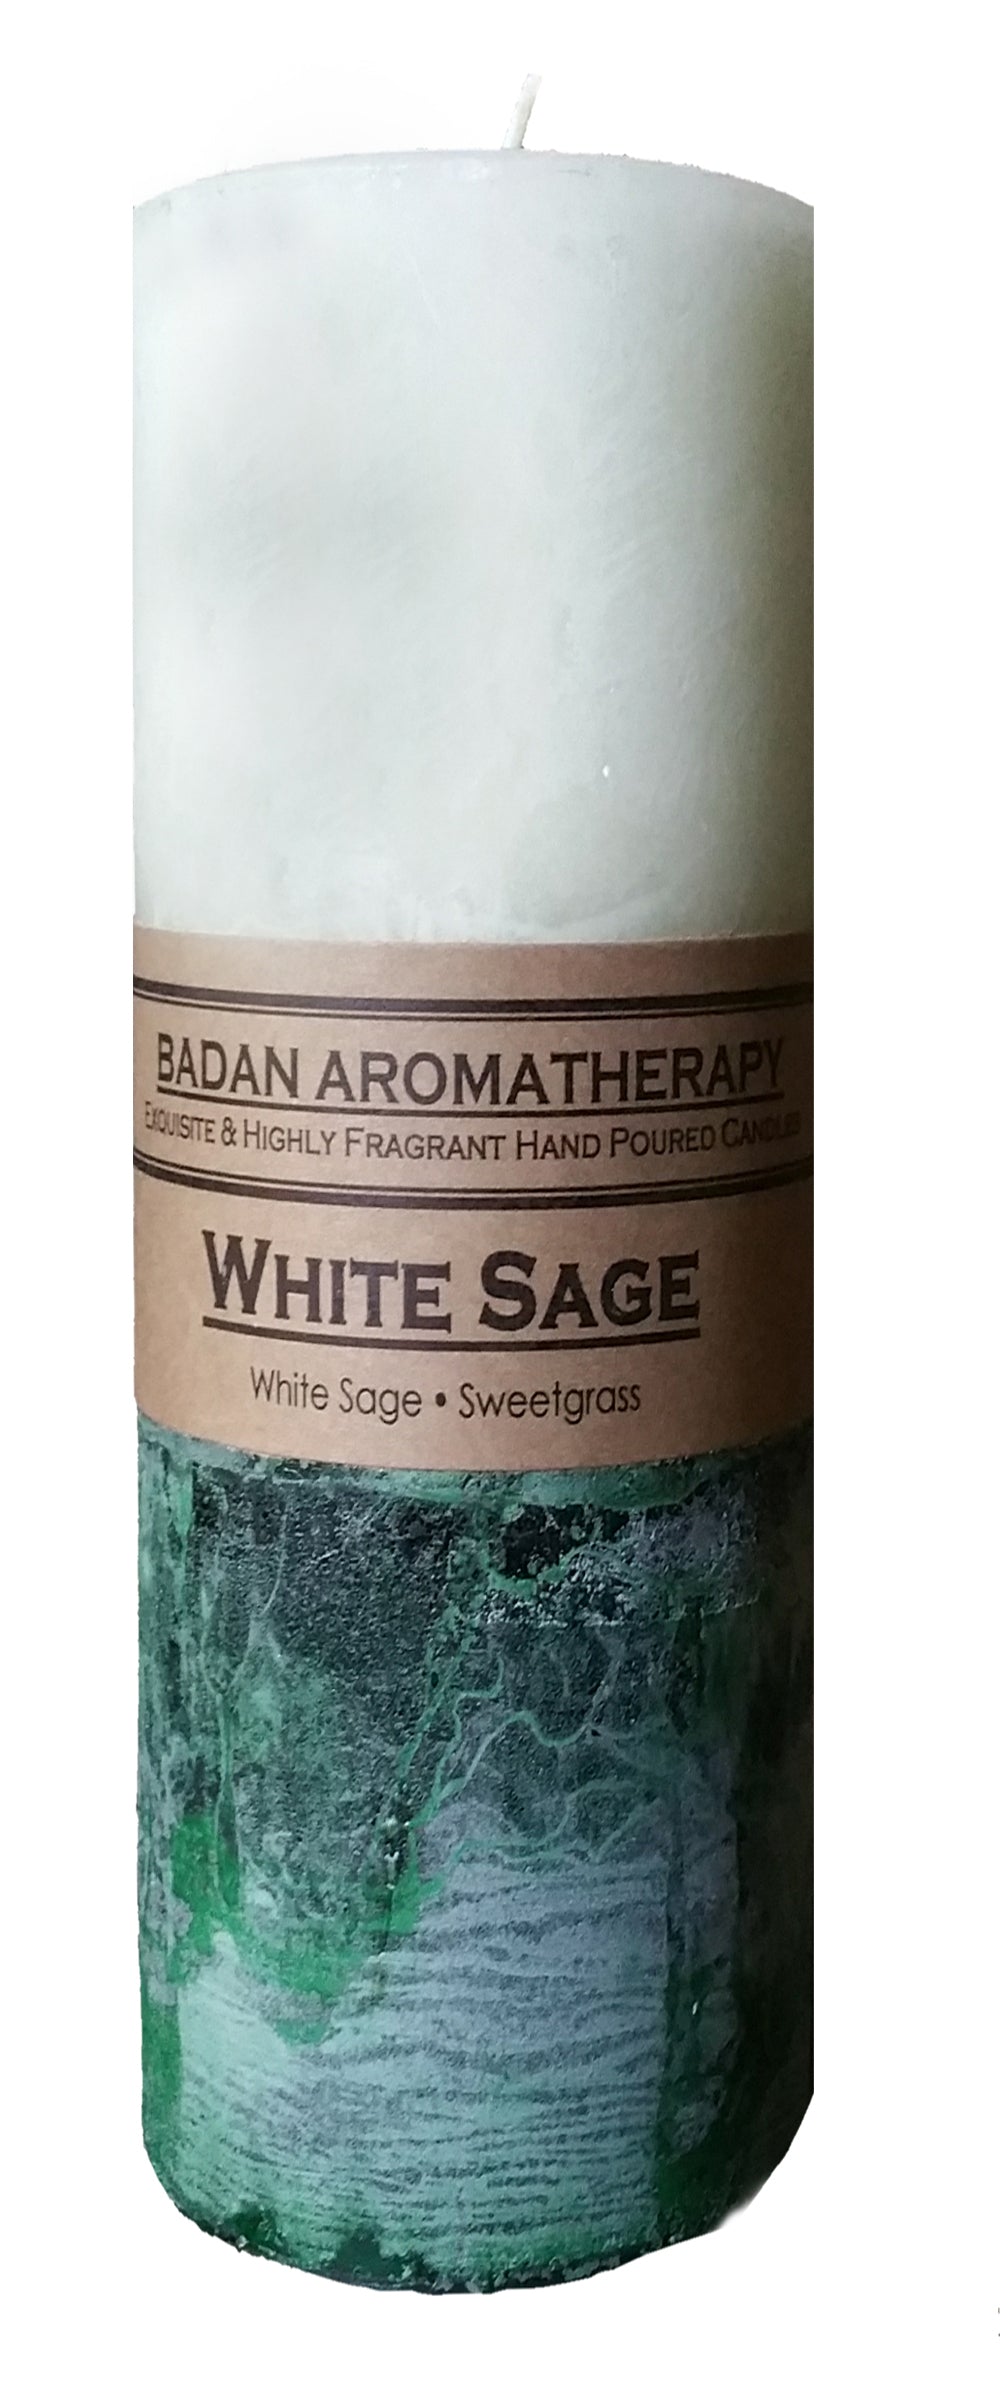 BADAN AROMATHERAPY
EXQUISITE & HIGHLY FRAGRANT HAND POURED CANDLES
WHITE SAGE
White Sage • Sweetgrass